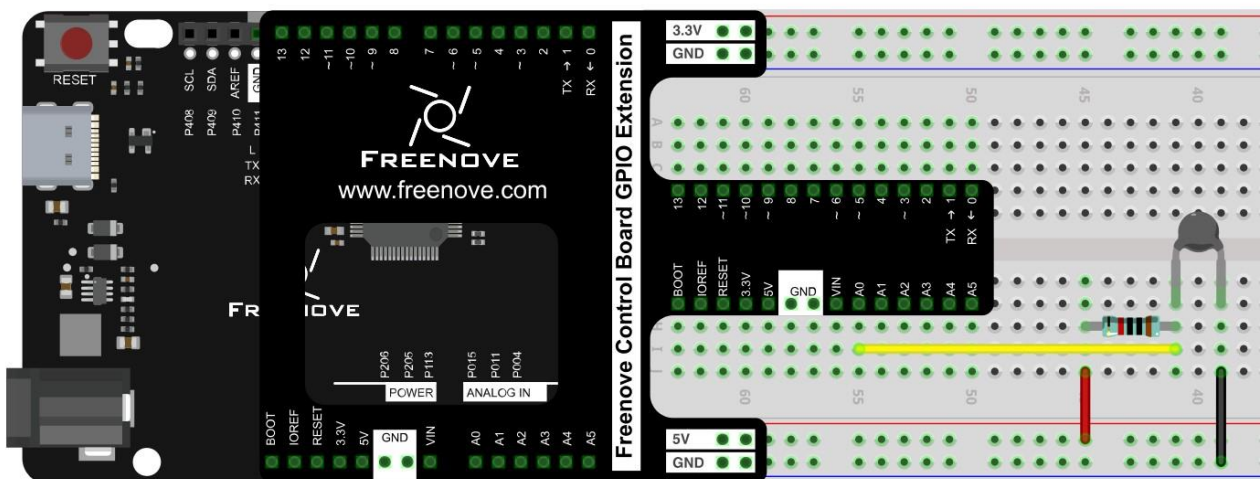 RESET
SCL
SDA
AREF
GND
P408
P409
P410
P411
L
TX
RX
13
12
~11
~10
~9
8
7
~6
~5
4
~3
2
TX → 1
RX ← 0
FREENOVE
www.freenove.com
FREENOVE
P206
P205
P113
P015
P011
P004
POWER
ANALOG IN
BOOT
IOREF
RESET
3.3V
5V
GND
VIN
A0
A1
A2
A3
A4
A5
Freenove Control Board GPIO Extension
3.3V
GND
60
55
50
45
40
A
B
C
13
12
~11
~10
~9
8
7
~6
~5
4
~3
2
TX → 1
RX ← 0
BOOT
IOREF
RESET
3.3V
5V
GND
VIN
A0
A1
A2
A3
A4
A5
H
I
J
60
55
50
45
40
5V
GND